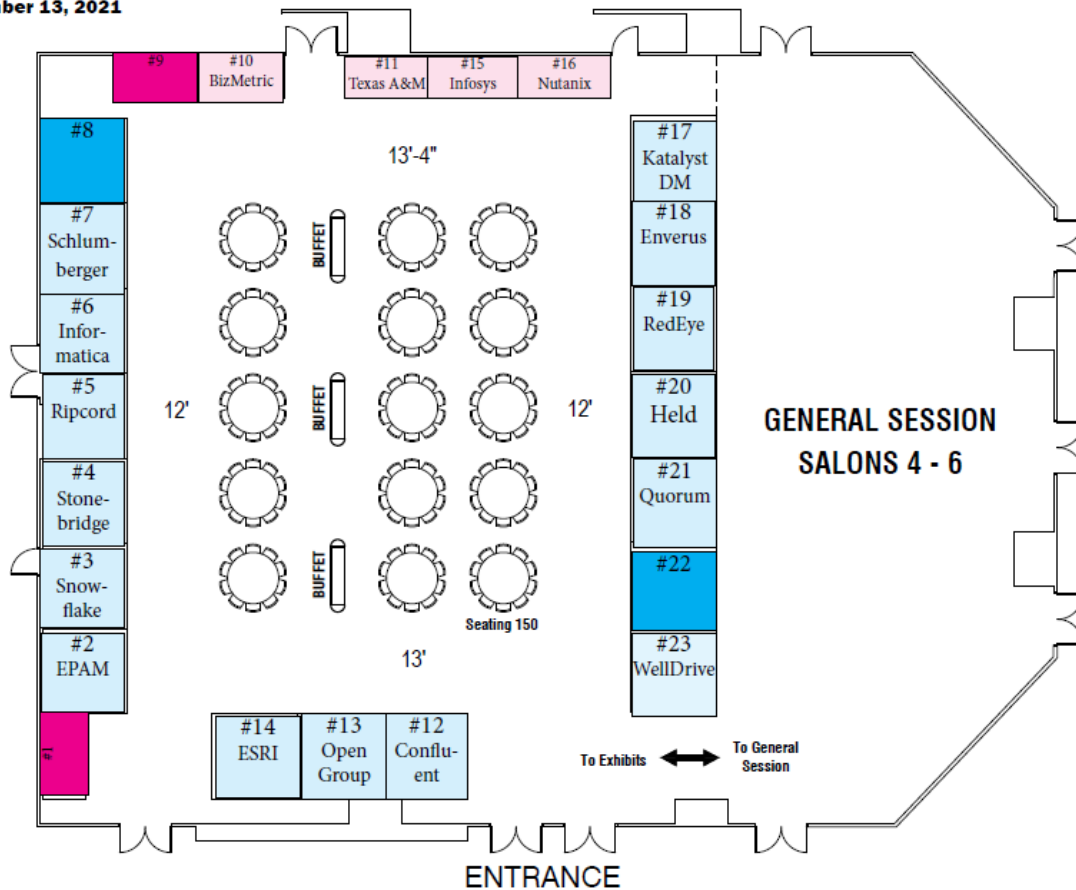 ber 13, 2021
#9
#10
BizMetric
#11
Texas A&M
#15
Infosys
#16
Nutanix
#8
#7
Schlum-
berger
#6
Infor-
matica
#5
Ripcord
#4
Stone-
bridge
#3
Snow-
flake
#2
EPAM
#1
13'-4"
BUFFET
12'
BUFFET
12'
BUFFET
Seating 150
13'
#17
Katalyst
DM
#18
Enverus
#19
RedEye
#20
Held
#21
Quorum
#22
#23
WellDrive
GENERAL SESSION
SALONS 4 - 6
#14
ESRI
#13
Open
Group
#12
Conflu-
ent
To Exhibits
To General
Session
ENTRANCE